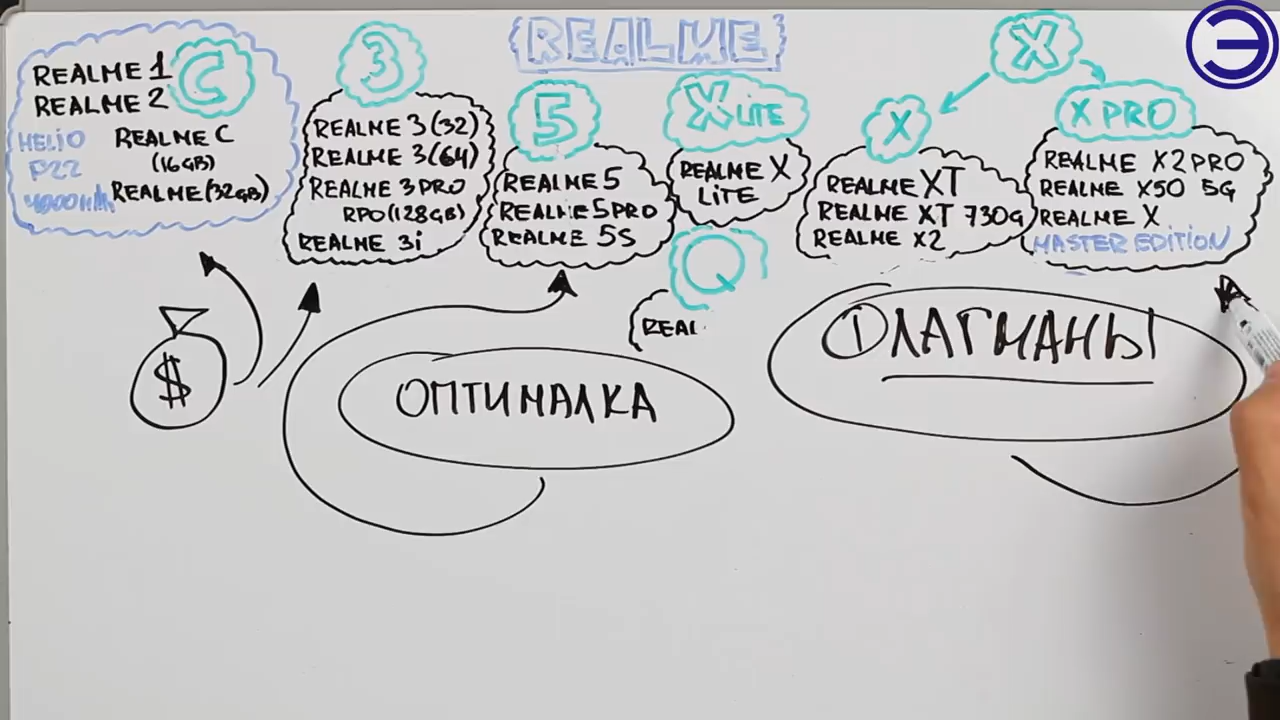 REALME
Э
C
REALME 1
REALME 2
HELIO
P22
REALME C
(16GB)
REALME (32GB)
3
REALME 3 (32)
REALME 3 (64)
REALME 3 PRO
RPO (128GB)
REALME 3i
5
REALME 5
REALME 5 PRO
REALME 5S
X LITE
REALME X
LITE
Q
REAL
X
X
REALME XT
REALME XT 730G
REALME X2
X PRO
REALME X2 PRO
REALME X50 5G
REALME X
MASTER EDITION
$
ОПТИМАЛКА
ФЛАГМАНЫ